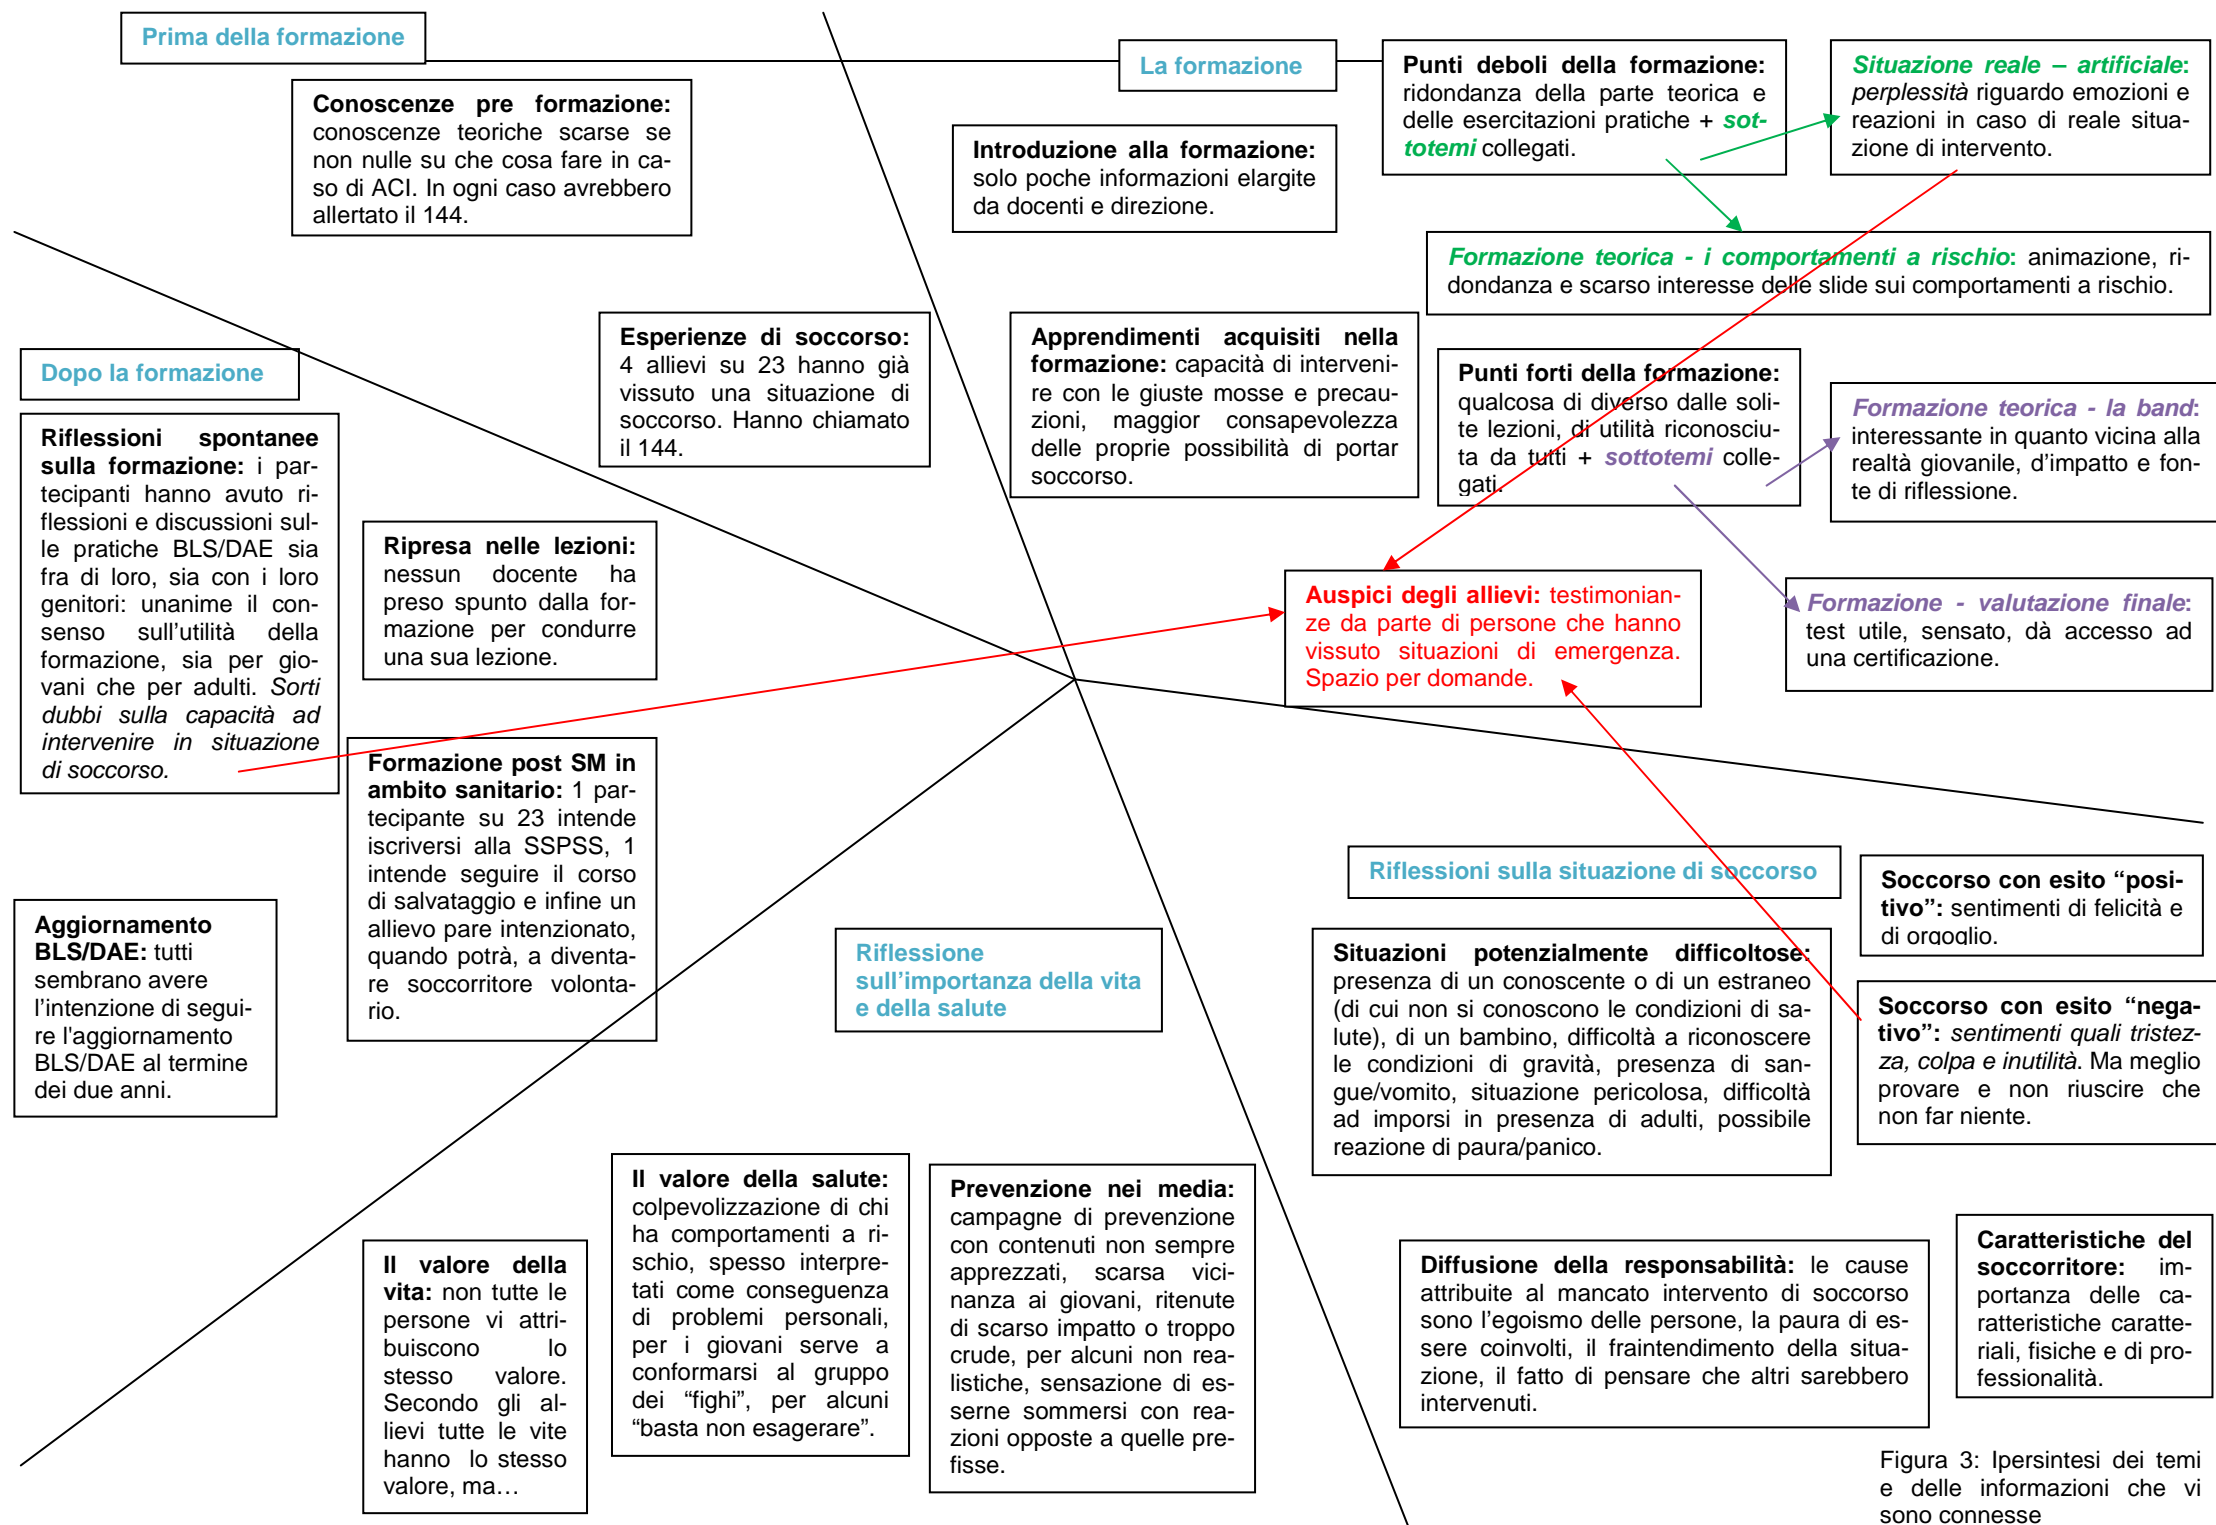 Prima della formazione
Conoscenze pre formazione:
conoscenze teoriche scarse se
non nulle su che cosa fare in ca-
so di ACI. In ogni caso avrebbero
allertato il 144.
Esperienze di soccorso:
4 allievi su 23 hanno già
vissuto una situazione di
soccorso. Hanno chiamato
il 144.
La formazione
Introduzione alla formazione:
solo poche informazioni elargite
da docenti e direzione.
Punti deboli della formazione:
ridondanza della parte teorica e
delle esercitazioni pratiche + sot-
totemi collegati.
Situazione reale – artificiale:
perplessità riguardo emozioni e
reazioni in caso di reale situa-
zione di intervento.
Formazione teorica - i comportamenti a rischio: animazione, ri-
dondanza e scarso interesse delle slide sui comportamenti a rischio.
Apprendimenti acquisiti nella
formazione: capacità di interveni-
re con le giuste mosse e precau-
zioni, maggior consapevolezza
delle proprie possibilità di portar
soccorso.
Punti forti della formazione:
qualcosa di diverso dalle soli-
te lezioni, di utilità riconosciu-
ta da tutti + sottotemi colle-
gati.
Formazione teorica - la band:
interessante in quanto vicina alla
realtà giovanile, d’impatto e fon-
te di riflessione.
Formazione - valutazione finale:
test utile, sensato, dà accesso ad
una certificazione.
Auspici degli allievi: testimonian-
ze da parte di persone che hanno
vissuto situazioni di emergenza.
Spazio per domande.
Dopo la formazione
Riflessioni spontanee
sulla formazione: i par-
tecipanti hanno avuto ri-
flessioni e discussioni sul-
le pratiche BLS/DAE sia
fra di loro, sia con i loro
genitori: unanime il con-
senso sull’utilità della
formazione, sia per gio-
vani che per adulti. Sorti
dubbi sulla capacità ad
intervenire in situazione
di soccorso.
Ripresa nelle lezioni:
nessun docente ha
preso spunto dalla for-
mazione per condurre
una sua lezione.
Formazione post SM in
ambito sanitario: 1 par-
tecipante su 23 intende
iscriversi alla SSPSS, 1
intende seguire il corso
di salvataggio e infine un
allievo pare intenzionato,
quando potrà, a diventa-
re soccorritore volonta-
rio.
Aggiornamento
BLS/DAE: tutti
sembrano avere
l’intenzione di segui-
re l'aggiornamento
BLS/DAE al termine
dei due anni.
Riflessione
sull’importanza della vita
e della salute
Il valore della
vita: non tutte le
persone vi attri-
buiscono lo
stesso valore.
Secondo gli al-
lievi tutte le vite
hanno lo stesso
valore, ma…
Il valore della salute:
colpevolizzazione di chi
ha comportamenti a ri-
schio, spesso interpre-
tati come conseguenza
di problemi personali,
per i giovani serve a
conformarsi al gruppo
dei “fighi”, per alcuni
“basta non esagerare”.
Prevenzione nei media:
campagne di prevenzione
con contenuti non sempre
apprezzati, scarsa vici-
nanza ai giovani, ritenute
di scarso impatto o troppo
crude, per alcuni non rea-
listiche, sensazione di es-
serne sommersi con rea-
zioni opposte a quelle pre-
fisse.
Riflessioni sulla situazione di soccorso
Soccorso con esito “posi-
tivo”: sentimenti di felicità e
di orgoglio.
Situazioni potenzialmente difficoltose:
presenza di un conoscente o di un estraneo
(di cui non si conoscono le condizioni di sa-
lute), di un bambino, difficoltà a riconoscere
le condizioni di gravità, presenza di san-
gue/vomito, situazione pericolosa, difficoltà
ad imporsi in presenza di adulti, possibile
reazione di paura/panico.
Soccorso con esito “nega-
tivo”: sentimenti quali tristez-
za, colpa e inutilità. Ma meglio
provare e non riuscire che
non far niente.
Diffusione della responsabilità: le cause
attribuite al mancato intervento di soccorso
sono l’egoismo delle persone, la paura di es-
sere coinvolti, il fraintendimento della situa-
zione, il fatto di pensare che altri sarebbero
intervenuti.
Caratteristiche del
soccorritore: im-
portanza delle ca-
ratteristiche caratte-
riali, fisiche e di pro-
fessionalità.
Figura 3: Ipersintesi dei temi
e delle informazioni che vi
sono connesse